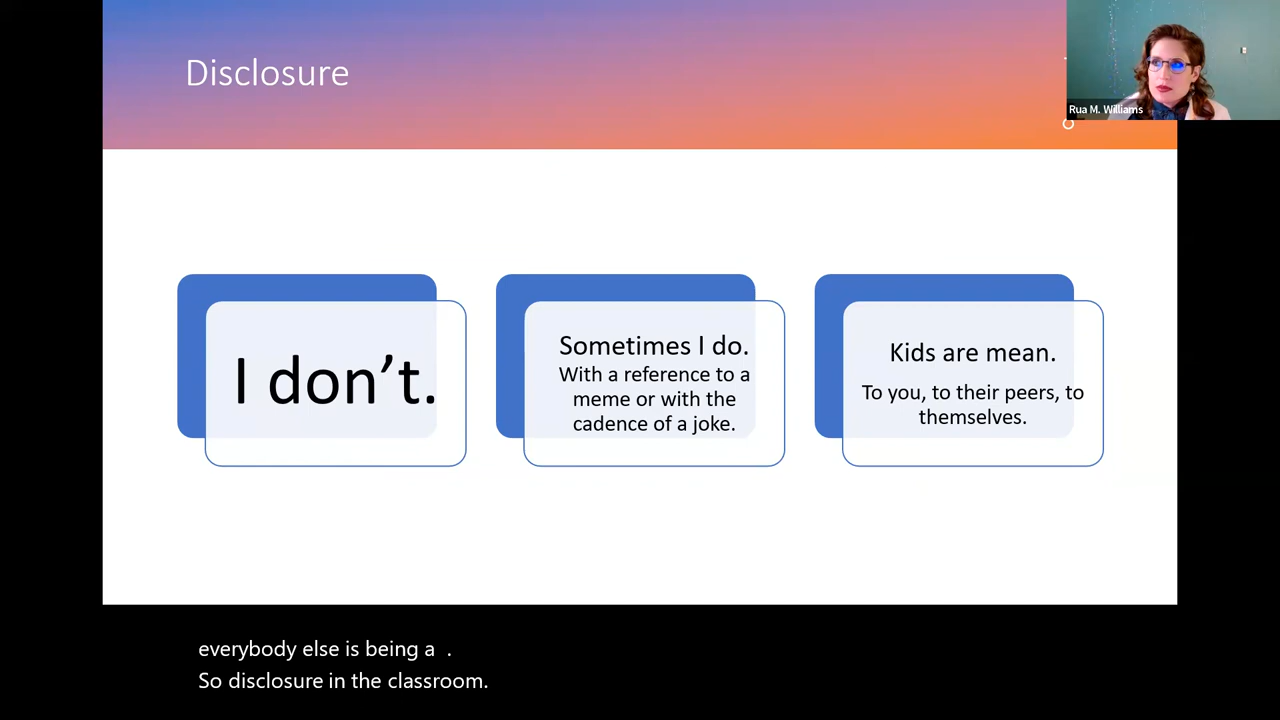 Disclosure
Rua M. Williams
I don’t.
Sometimes I do.
With a reference to a
meme or with the
cadence of a joke.
Kids are mean.
To you, to their peers, to
themselves.
everybody else is being a  .
So disclosure in the classroom.